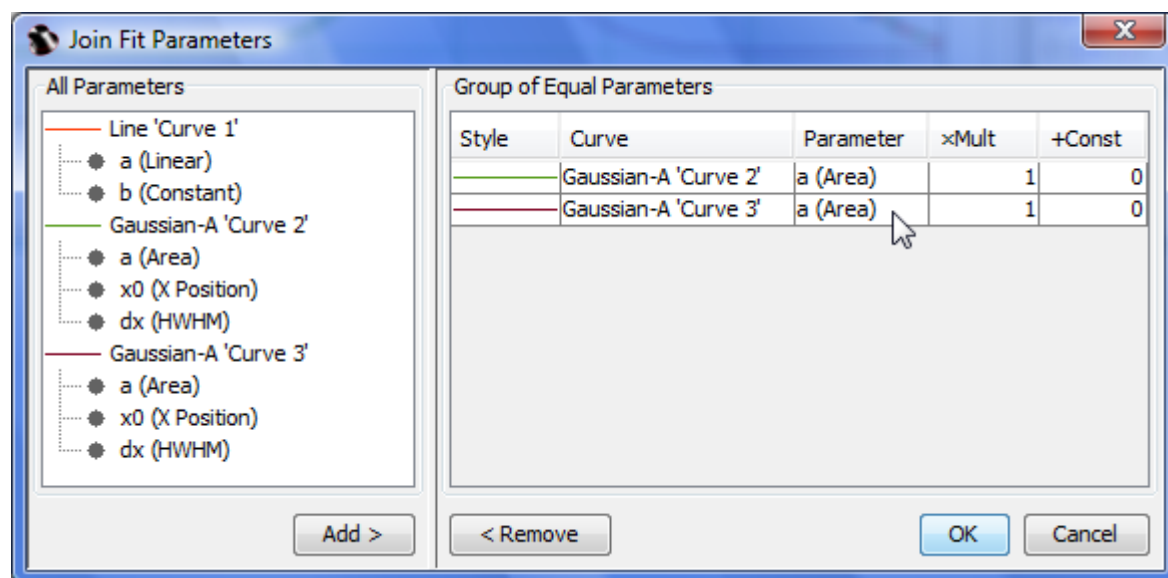 Join Fit Parameters
x
All Parameters
Line 'Curve 1'
a (Linear)
b (Constant)
Gaussian-A 'Curve 2'
a (Area)
x0 (X Position)
dx (HWHM)
Gaussian-A 'Curve 3'
a (Area)
x0 (X Position)
dx (HWHM)
Add >
Group of Equal Parameters
Style Curve Parameter ×Mult +Const
Gaussian-A 'Curve 2' a (Area) 1 0
Gaussian-A 'Curve 3' a (Area) 1 0
< Remove OK Cancel